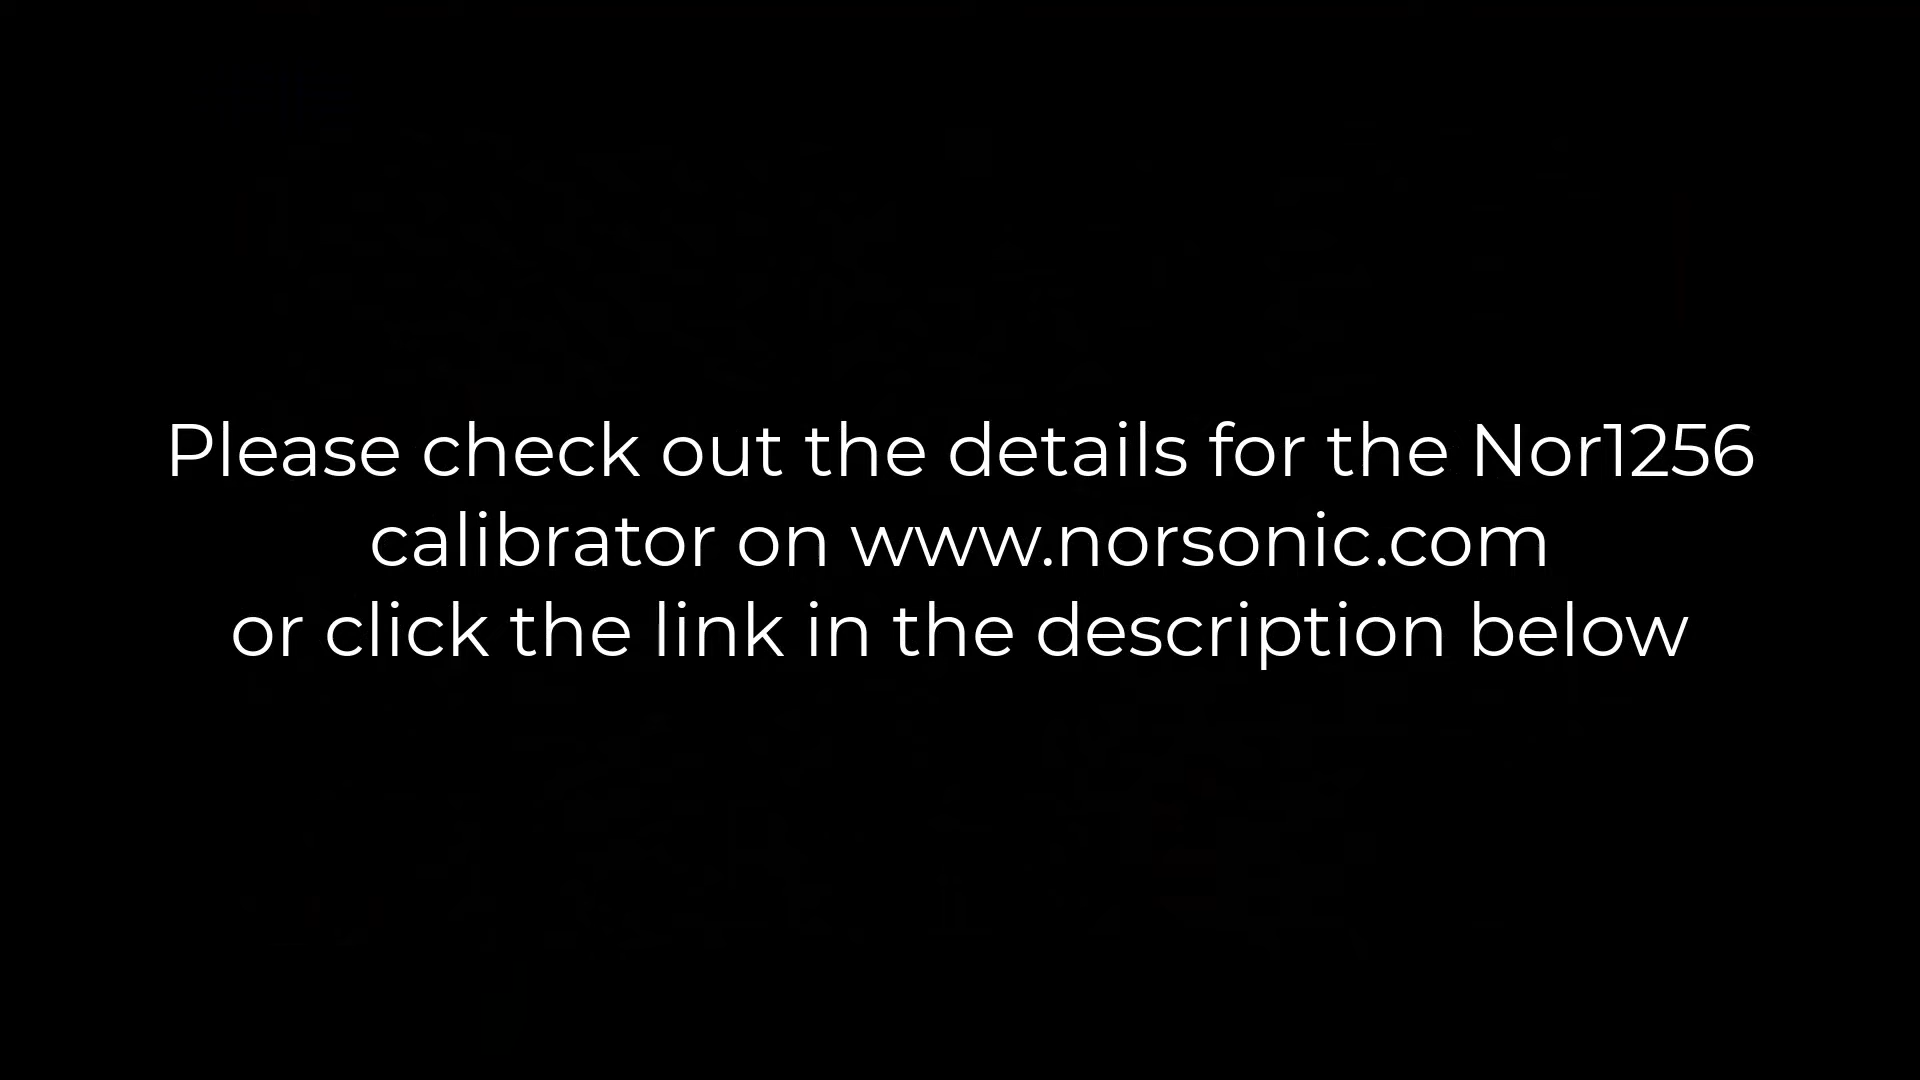 Please check out the details for the Nor1256
calibrator on www.norsonic.com
or click the link in the description below